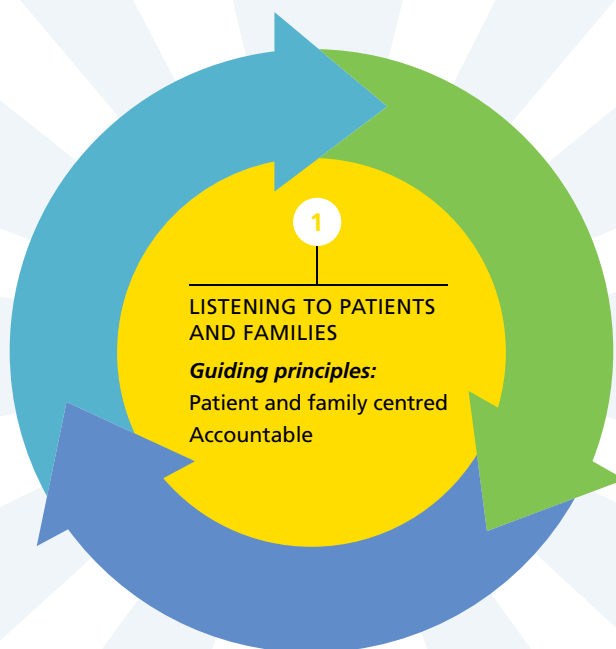 1
LISTENING TO PATIENTS
AND FAMILIES
Guiding principles:
Patient and family centred
Accountable